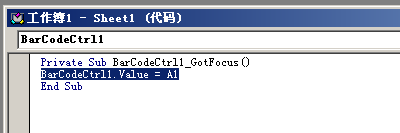 工作簿1 - Sheet1 (代码)
BarCodeCtrl1
Private Sub BarCodeCtrl1_GotFocus()
BarCodeCtrl1.Value = A1
End Sub